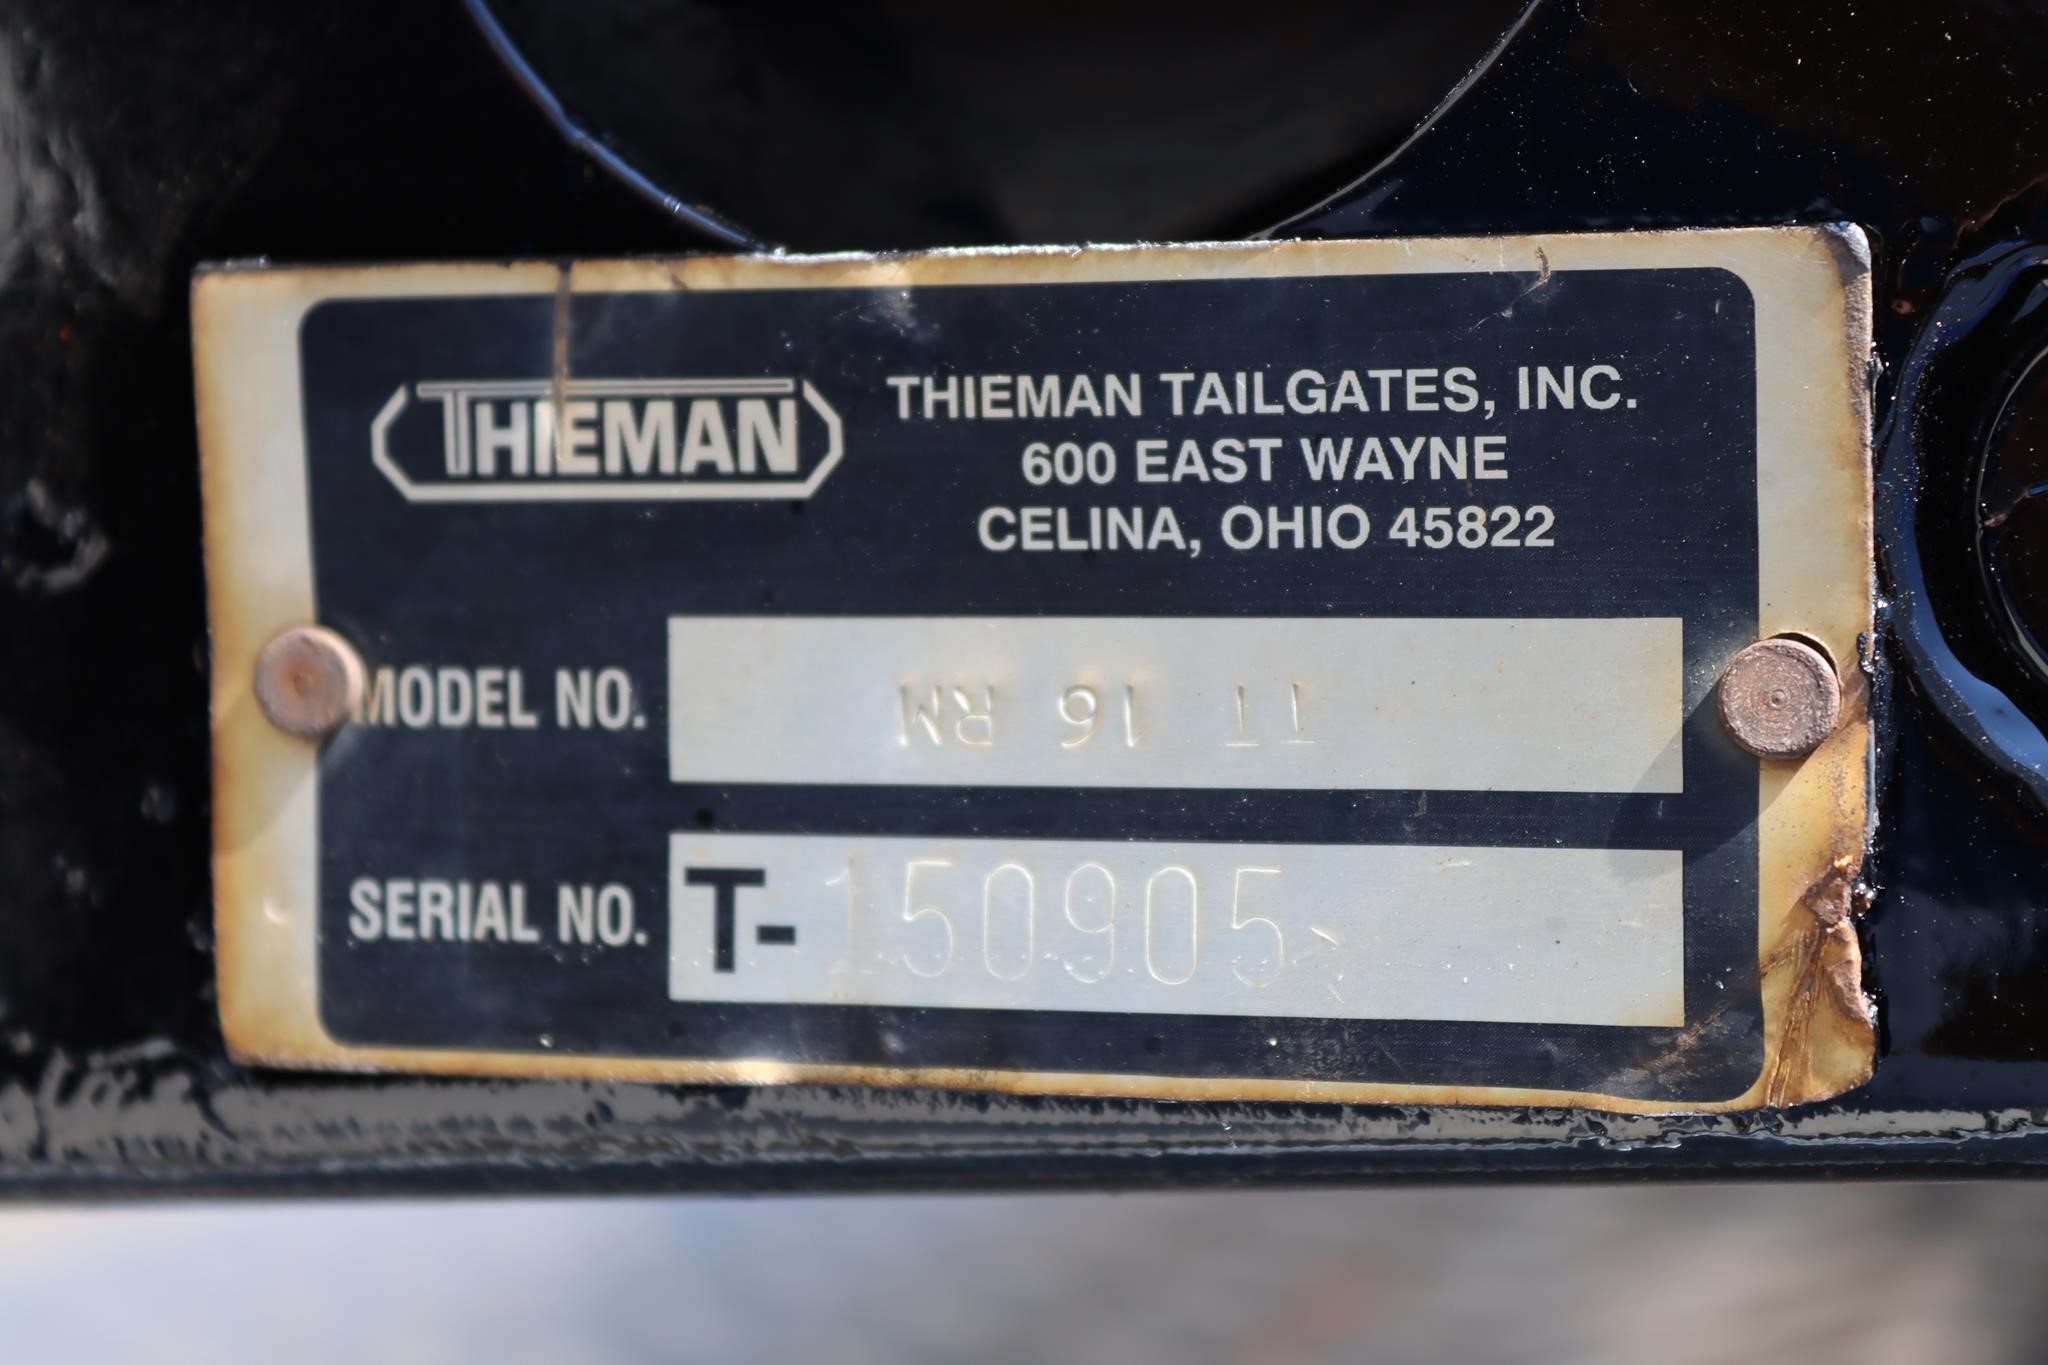 THIEMAN
THIEMAN TAILGATES, INC.
600 EAST WAYNE
CELINA, OHIO 45822
MODEL NO. TT 16 RM
SERIAL NO. T-150905